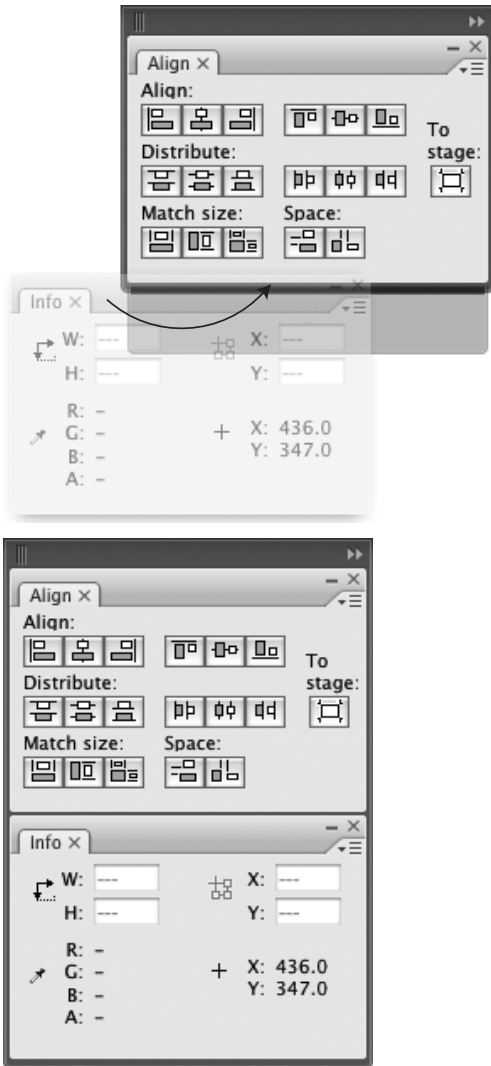 Align ×
Align:
To
stage:
Distribute:
Match size: Space:
Info ×
W: --- X: ---
H: --- Y: ---
R: –
G: – + X: 436.0
B: – Y: 347.0
A: –
Align ×
Align:
To
stage:
Distribute:
Match size: Space:
Info ×
W: --- X: ---
H: --- Y: ---
R: –
G: – + X: 436.0
B: – Y: 347.0
A: –